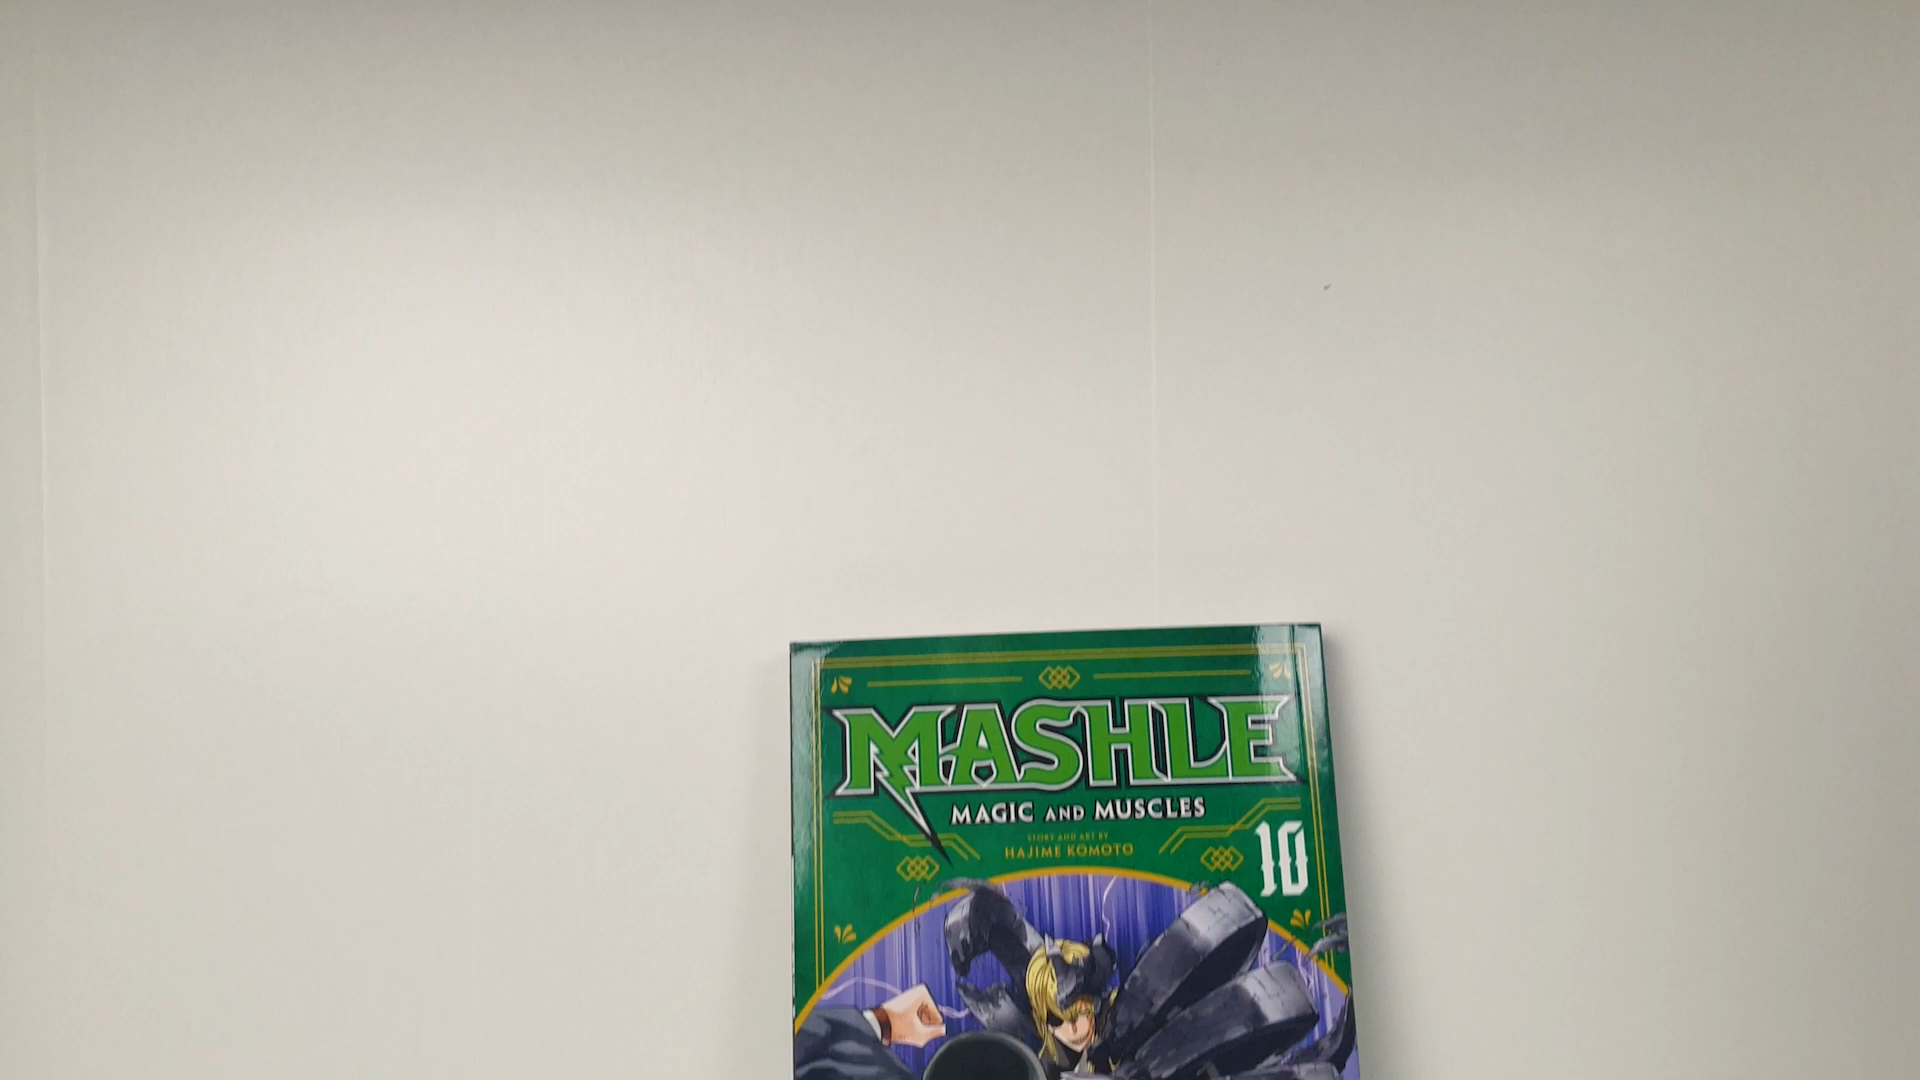 MASHLE
MAGIC AND MUSCLES
STORY AND ART BY
HAJIME KOMOTO
10